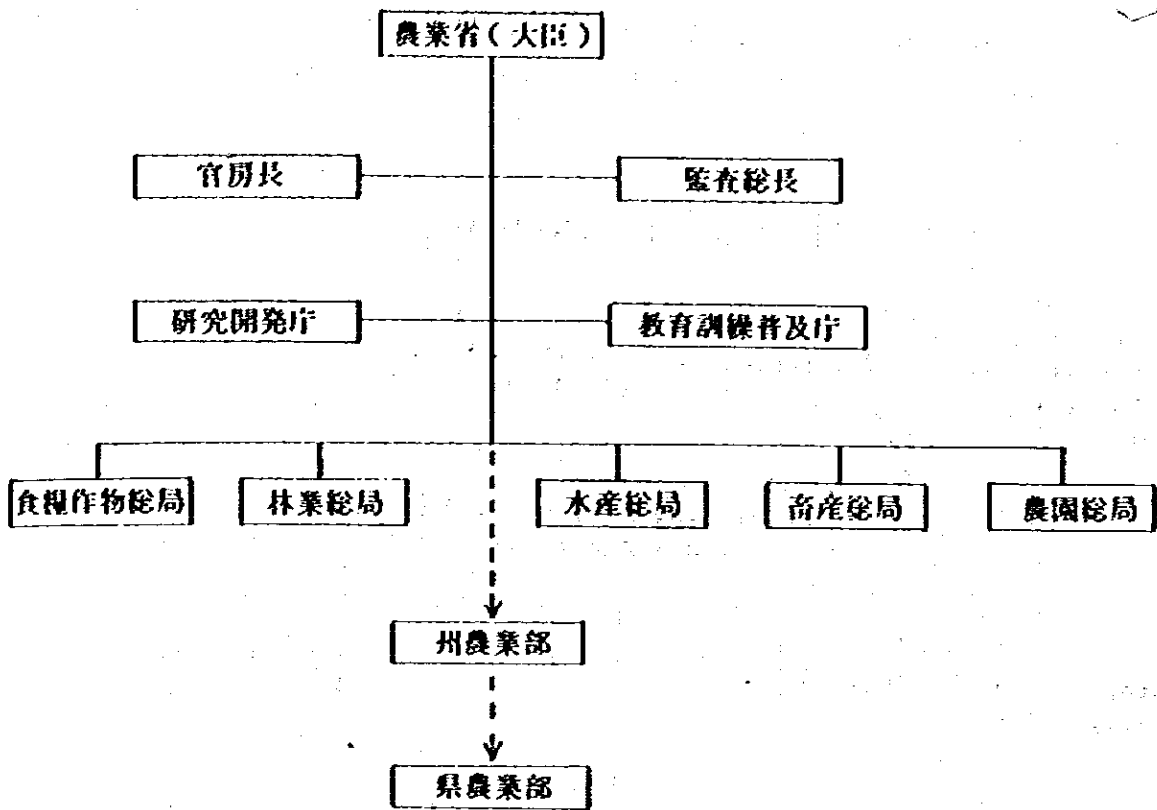 農業省（大臣）
官房長
監査総長
研究開発庁
教育訓練普及庁
食糧作物総局
林業総局
水産総局
畜産総局
農園総局
州農業部
県農業部